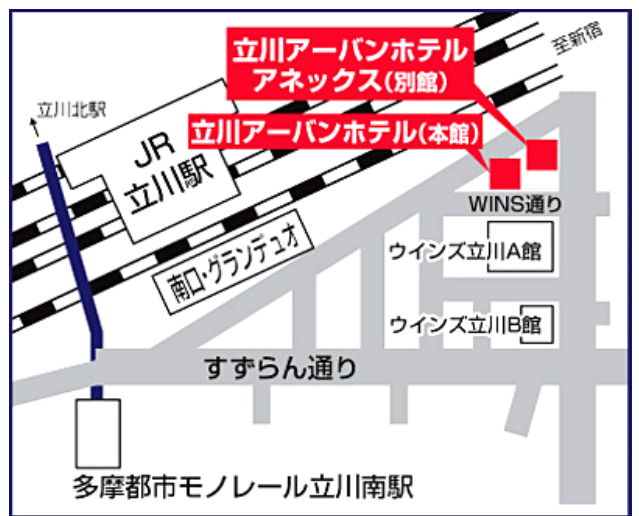 立川アーバンホテル
アネックス(別館)
至新宿
立川北駅
立川アーバンホテル(本館)
JR
立川駅
WINS通り
南口・グランデュオ
ウインズ立川A館
ウインズ立川B館
すずらん通り
多摩都市モノレール立川南駅